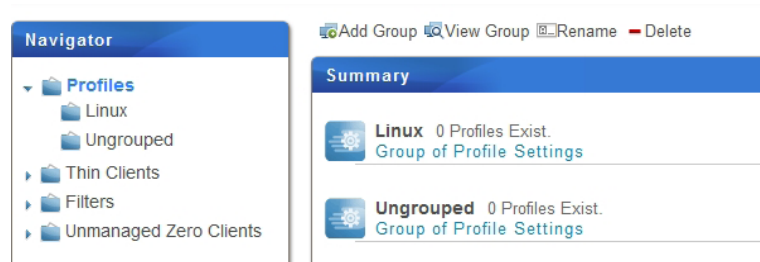 Add Group View Group Rename Delete
Navigator
Profiles
Linux
Ungrouped
Thin Clients
Filters
Unmanaged Zero Clients
Summary
Linux 0 Profiles Exist.
Group of Profile Settings
Ungrouped 0 Profiles Exist.
Group of Profile Settings